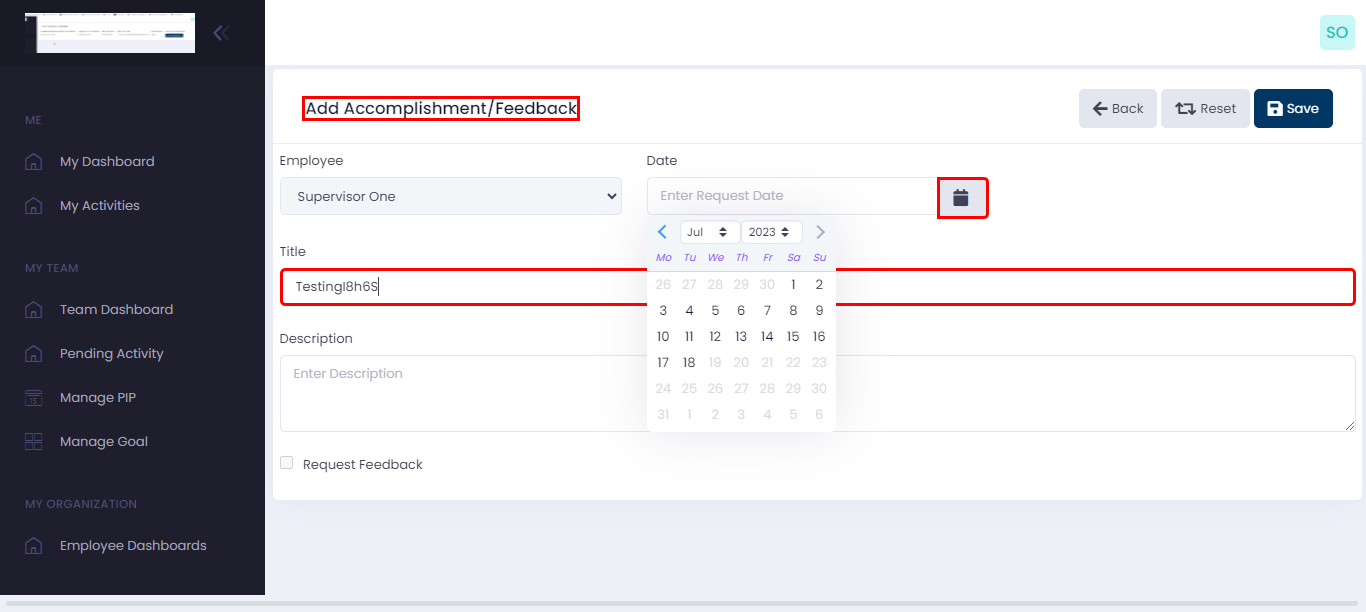 SO
ME
My Dashboard
My Activities
MY TEAM
Team Dashboard
Pending Activity
15
Manage PIP
Manage Goal
MY ORGANIZATION
Employee Dashboards
Add Accomplishment/Feedback
Back
Reset
Save
Employee
Date
Supervisor One
Enter Request Date
Jul
2023
Mo Tu We Th Fr Sa Su
26 27 28 29 30 1 2
3 4 5 6 7 8 9
10 11 12 13 14 15 16
17 18 19 20 21 22 23
24 25 26 27 28 29 30
31 1 2 3 4 5 6
Title
TestingI8h6S
Description
Enter Description
Request Feedback